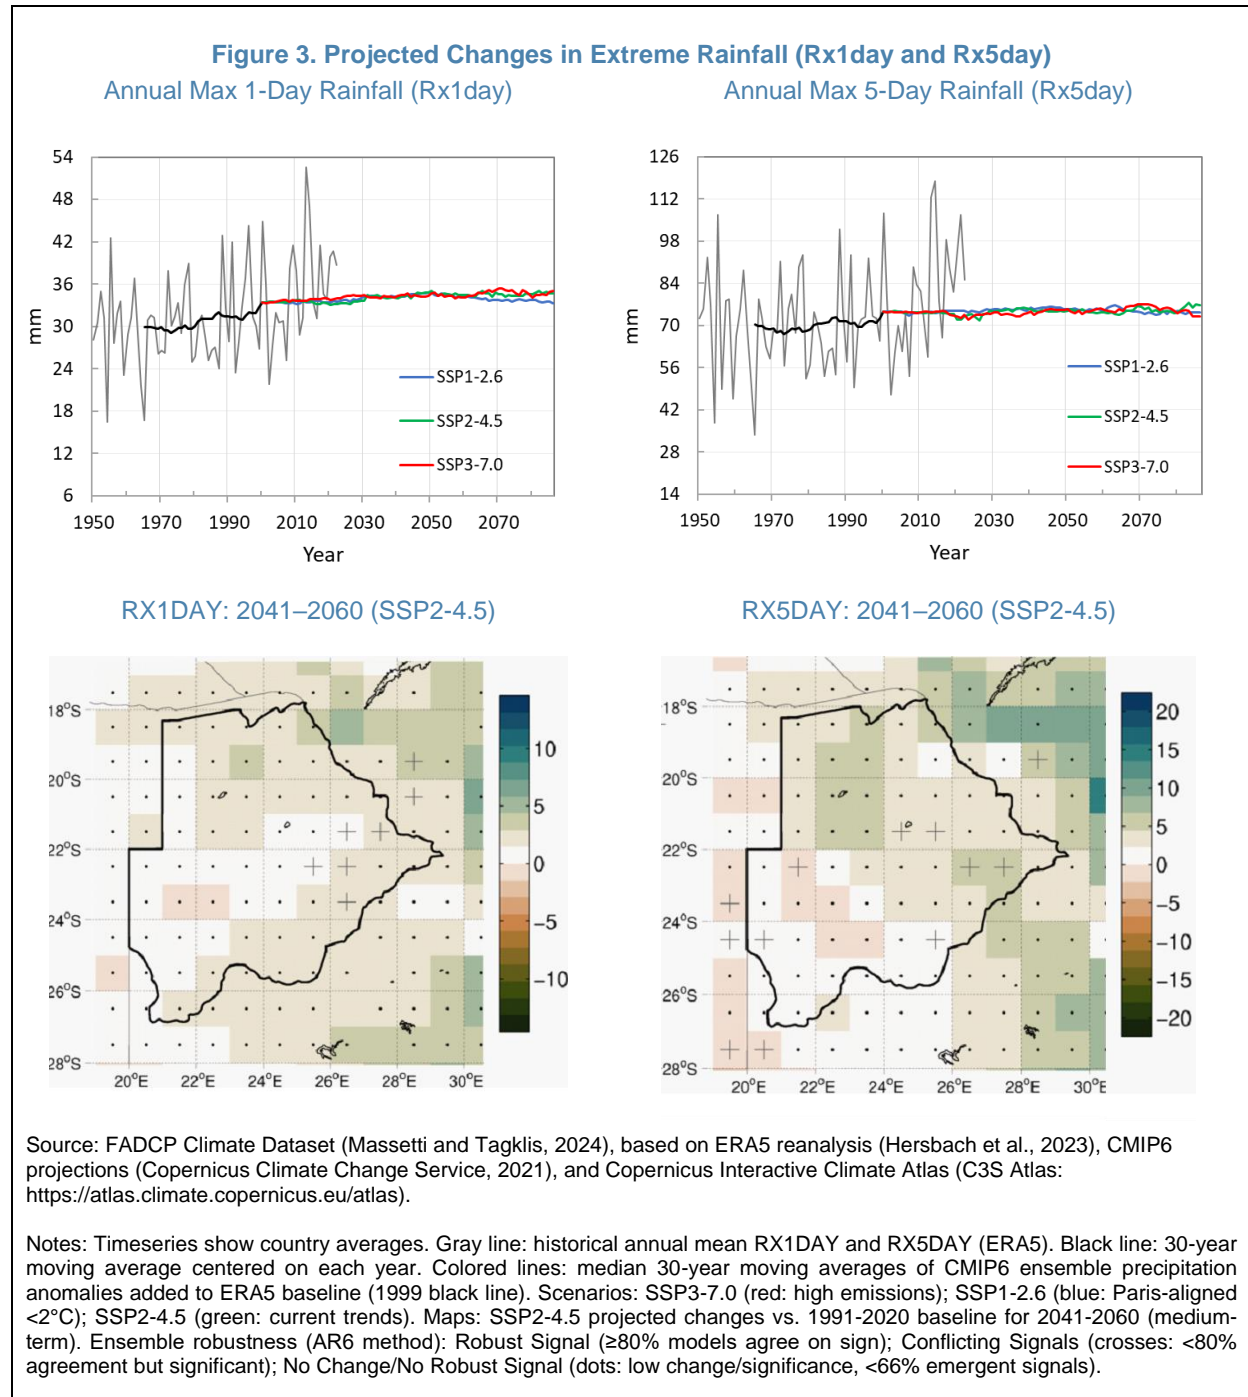 Figure 3. Projected Changes in Extreme Rainfall (Rx1day and Rx5day)
Annual Max 1-Day Rainfall (Rx1day)
54
48
42
36
30
24
18
12
6
mm
SSP1-2.6
SSP2-4.5
SSP3-7.0
1950 1970 1990 2010 2030 2050 2070
Year
Annual Max 5-Day Rainfall (Rx5day)
126
112
98
84
70
56
42
28
14
mm
SSP1-2.6
SSP2-4.5
SSP3-7.0
1950 1970 1990 2010 2030 2050 2070
Year
RX1DAY: 2041–2060 (SSP2-4.5)
18°S
20°S
22°S
24°S
26°S
28°S
20°E 22°E 24°E 26°E 28°E 30°E
10
5
0
−5
−10
RX5DAY: 2041–2060 (SSP2-4.5)
18°S
20°S
22°S
24°S
26°S
28°S
20°E 22°E 24°E 26°E 28°E 30°E
20
15
10
5
0
−5
−10
−15
−20
Source: FADCP Climate Dataset (Massetti and Tagklis, 2024), based on ERA5 reanalysis (Hersbach et al., 2023), CMIP6
projections (Copernicus Climate Change Service, 2021), and Copernicus Interactive Climate Atlas (C3S Atlas:
https://atlas.climate.copernicus.eu/atlas).
Notes: Timeseries show country averages. Gray line: historical annual mean RX1DAY and RX5DAY (ERA5). Black line: 30-year
moving average centered on each year. Colored lines: median 30-year moving averages of CMIP6 ensemble precipitation
anomalies added to ERA5 baseline (1999 black line). Scenarios: SSP3-7.0 (red: high emissions); SSP1-2.6 (blue: Paris-aligned
<2°C); SSP2-4.5 (green: current trends). Maps: SSP2-4.5 projected changes vs. 1991-2020 baseline for 2041-2060 (medium-
term). Ensemble robustness (AR6 method): Robust Signal (≥80% models agree on sign); Conflicting Signals (crosses: <80%
agreement but significant); No Change/No Robust Signal (dots: low change/significance, <66% emergent signals).